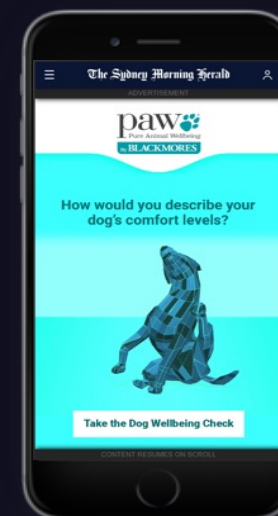 The Sydney Morning Herald
ADVERTISEMENT
paw
Pure Animal Wellbeing
By BLACKMORES
How would you describe your
dog's comfort levels?
Take the Dog Wellbeing Check
CONTENT RESUMES ON SCROLL